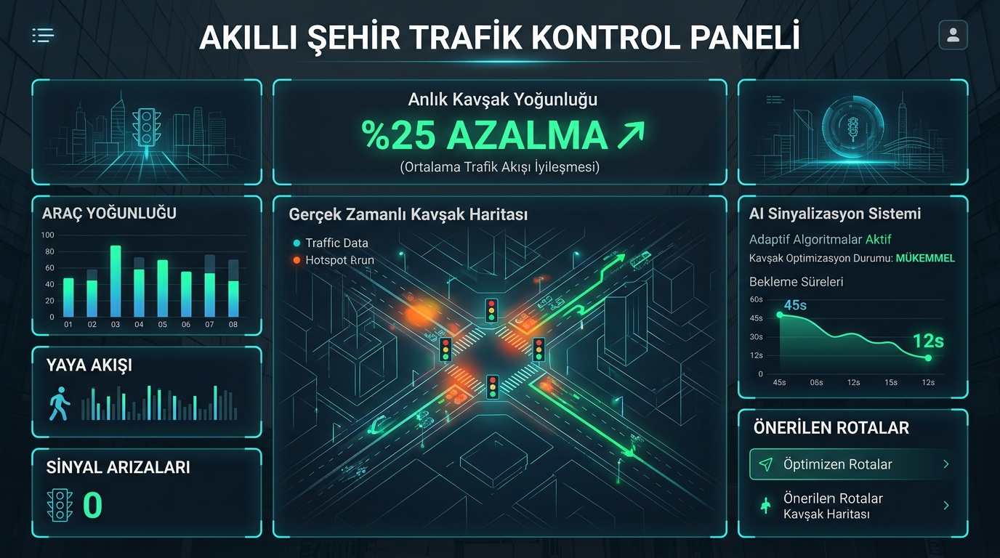 AKILLI ŞEHİR TRAFİK KONTROL PANELİ
Anlık Kavşak Yoğunluğu
%25 AZALMA
(Ortalama Trafik Akışı İyileşmesi)
ARAÇ YOĞUNLUĞU
100
80
60
40
20
0
01 02 03 04 05 06 07 08
YAYA AKIŞI
SİNYAL ARIZALARI
0
Gerçek Zamanlı Kavşak Haritası
Traffic Data
Hotspot
AI Sinyalizasyon Sistemi
Adaptif Algoritmalar Aktif
Kavşak Optimizasyon Durumu: MÜKEMMEL
Bekleme Süreleri
60s
45s
30s
12s
0
45s
12s
45s 06s 12s 15s 12s
ÖNERİLEN ROTALAR
Öptimizen Rotalar
Önerilen Rotalar
Kavşak Haritası